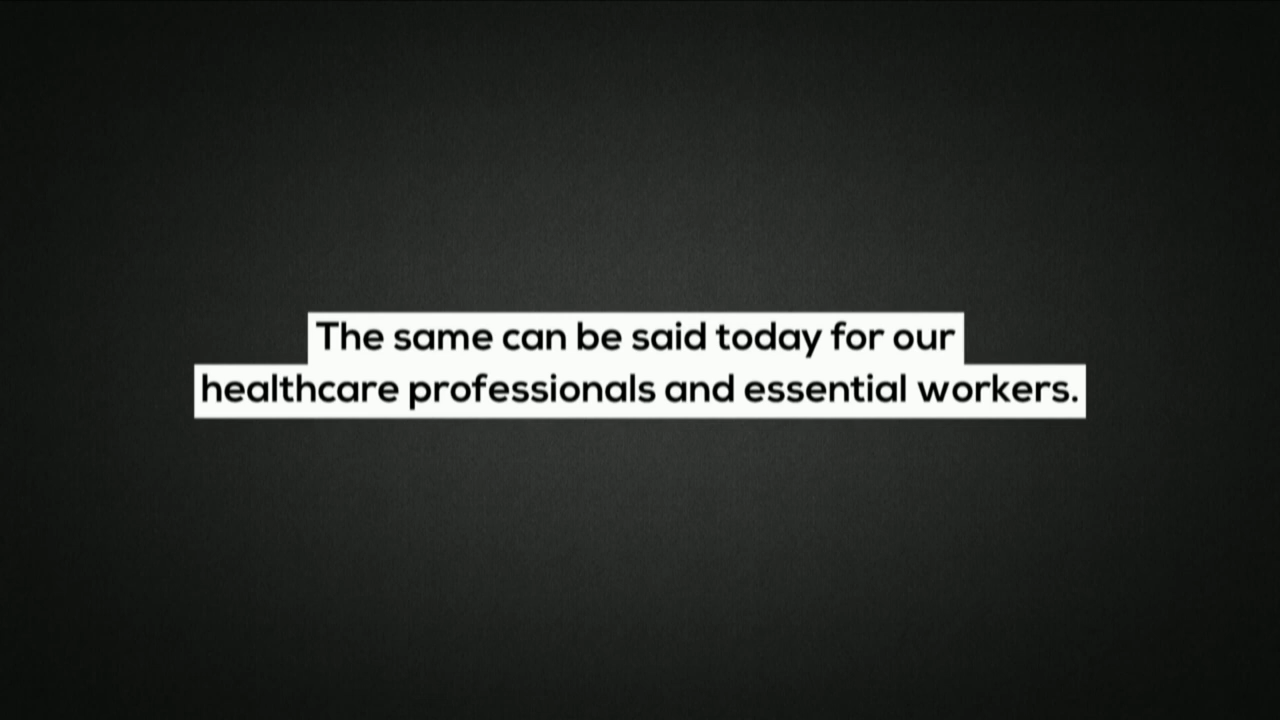 The same can be said today for our
healthcare professionals and essential workers.